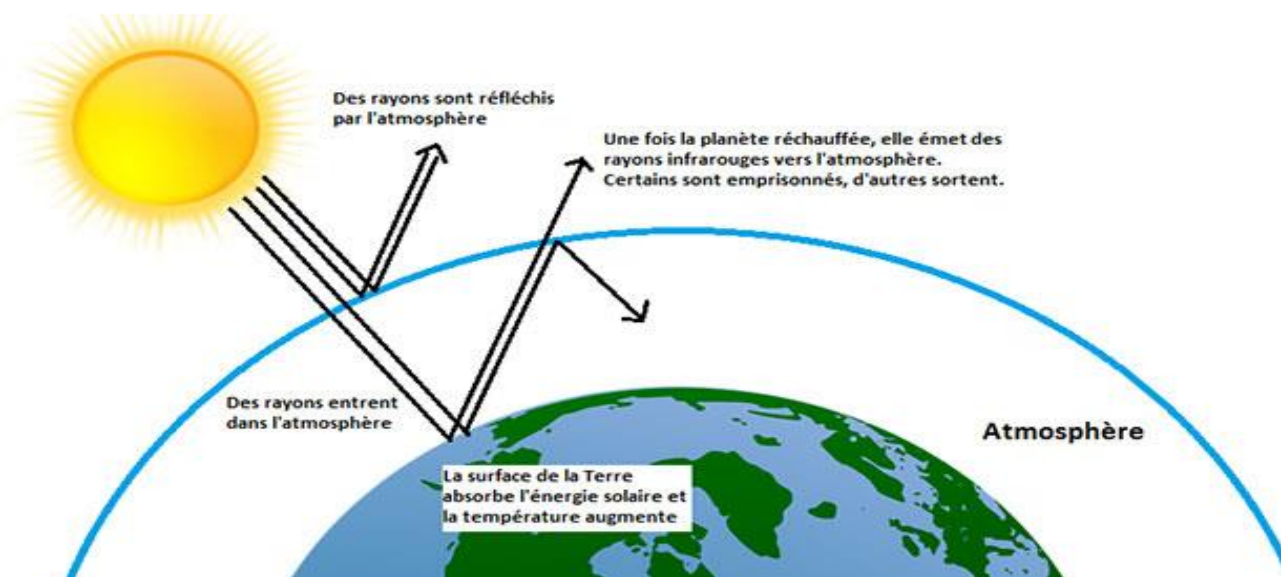 Des rayons sont réfléchis
par l'atmosphère
Une fois la planète réchauffée, elle émet des
rayons infrarouges vers l'atmosphère.
Certains sont emprisonnés, d'autres sortent.
Des rayons entrent
dans l'atmosphère
Atmosphère
La surface de la Terre
absorbe l'énergie solaire et
la température augmente